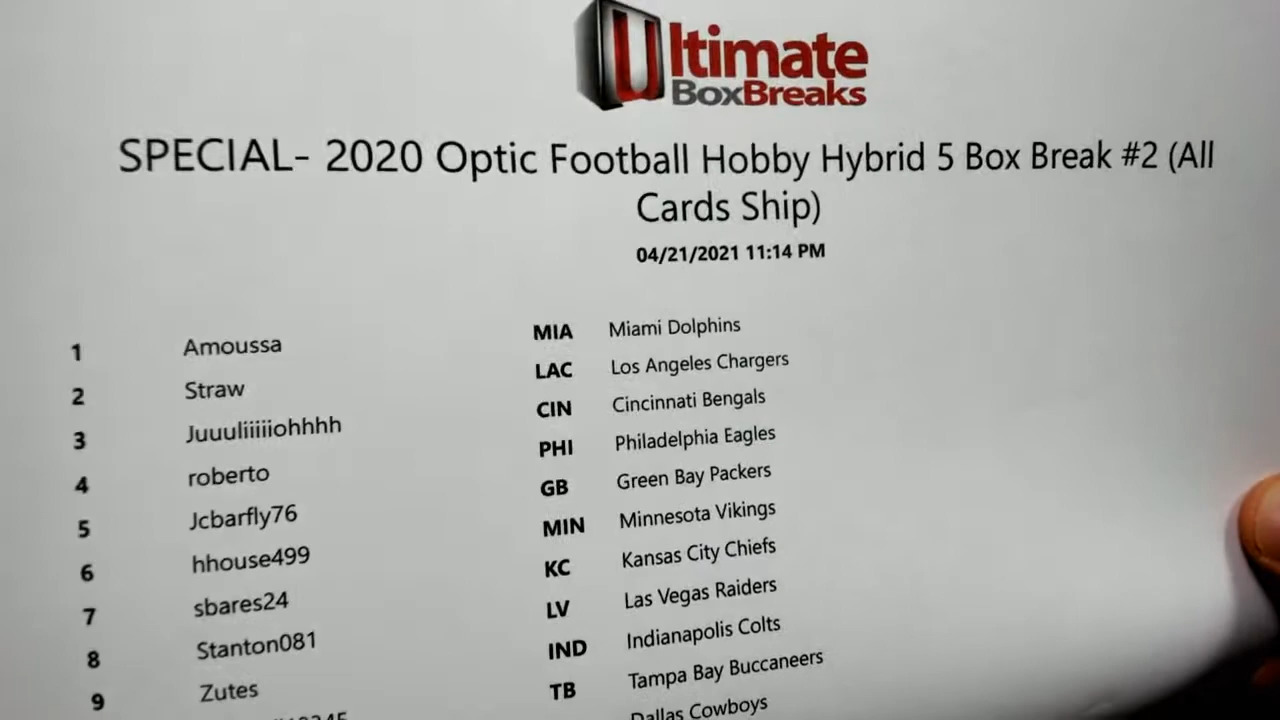 Ultimate
BoxBreaks
SPECIAL- 2020 Optic Football Hobby Hybrid 5 Box Break #2 (All
Cards Ship)
04/21/2021 11:14 PM
1 Amoussa MIA Miami Dolphins
2 Straw LAC Los Angeles Chargers
3 Juuuliiiiiohhhh CIN Cincinnati Bengals
4 roberto PHI Philadelphia Eagles
5 Jcbarfly76 GB Green Bay Packers
6 hhouse499 MIN Minnesota Vikings
7 sbares24 KC Kansas City Chiefs
8 Stanton081 LV Las Vegas Raiders
9 Zutes IND Indianapolis Colts
TB Tampa Bay Buccaneers
Dallas Cowboys